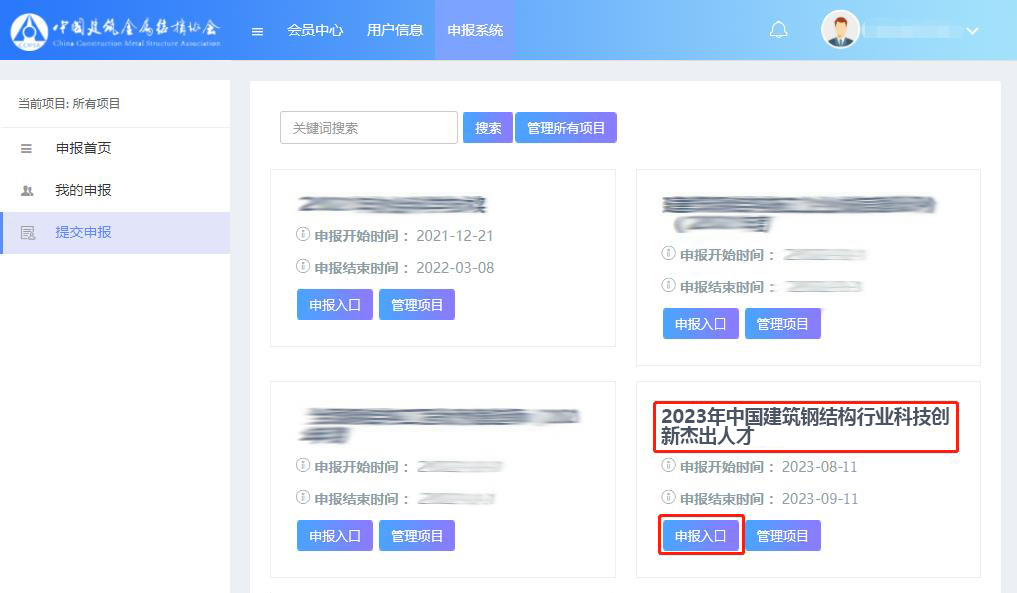 中国建筑金属结构协会
China Construction Metal Structure Association
会员中心
用户信息
申报系统
当前项目: 所有项目
申报首页
我的申报
提交申报
关键词搜索
搜索
管理所有项目
申报开始时间: 2021-12-21
申报结束时间: 2022-03-08
申报入口
管理项目
申报开始时间:
申报结束时间:
申报入口
管理项目
申报开始时间:
申报结束时间:
申报入口
管理项目
2023年中国建筑钢结构行业科技创
新杰出人才
申报开始时间: 2023-08-11
申报结束时间: 2023-09-11
申报入口
管理项目